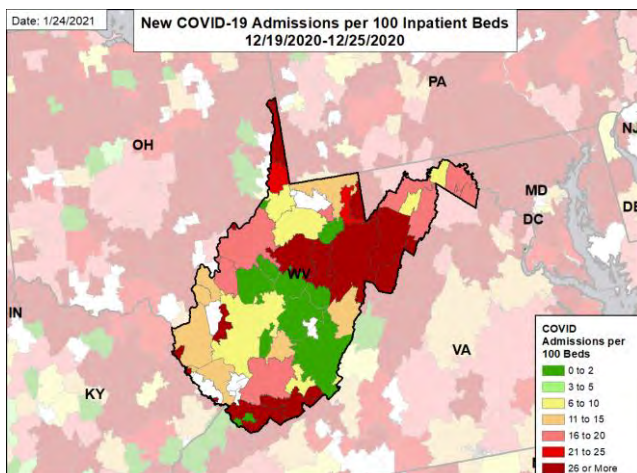 Date: 1/24/2021
New COVID-19 Admissions per 100 Inpatient Beds
12/19/2020-12/25/2020
PA
NJ
OH
MD
DE
DC
WV
IN
VA
KY
COVID
Admissions per
100 Beds
0 to 2
3 to 5
6 to 10
11 to 15
16 to 20
21 to 25
26 or More